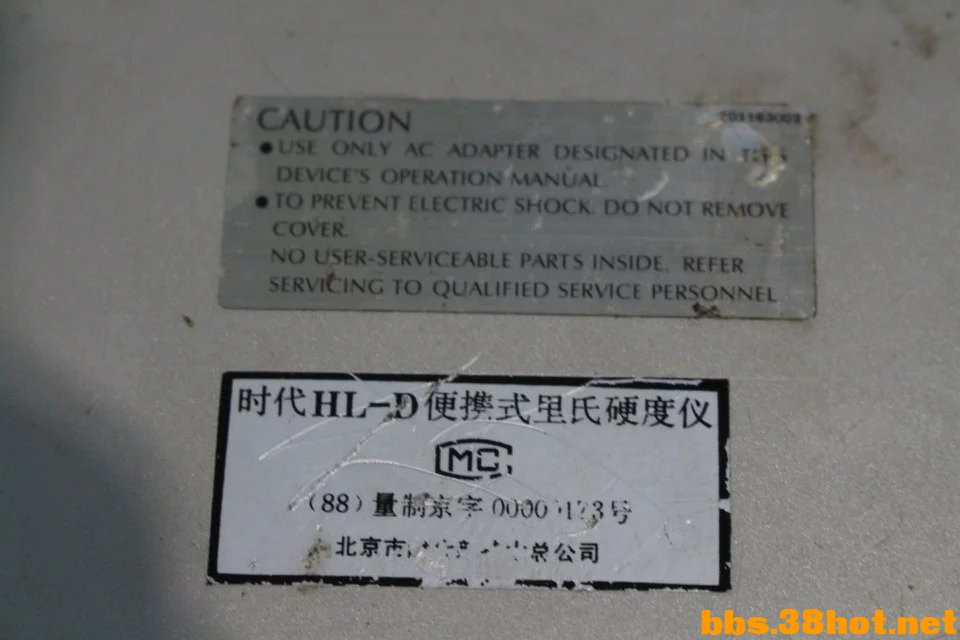 CAUTION
● USE ONLY AC ADAPTER DESIGNATED IN
DEVICE'S OPERATION MANUAL.
● TO PREVENT ELECTRIC SHOCK. DO NOT REMOVE
COVER.
NO USER-SERVICEABLE PARTS INSIDE. REFER
SERVICING TO QUALIFIED SERVICE PERSONNEL
时代HL-D便携式里氏硬度仪
MC
(88)量制京字 号
北京市 总公司
bbs.38hot.net